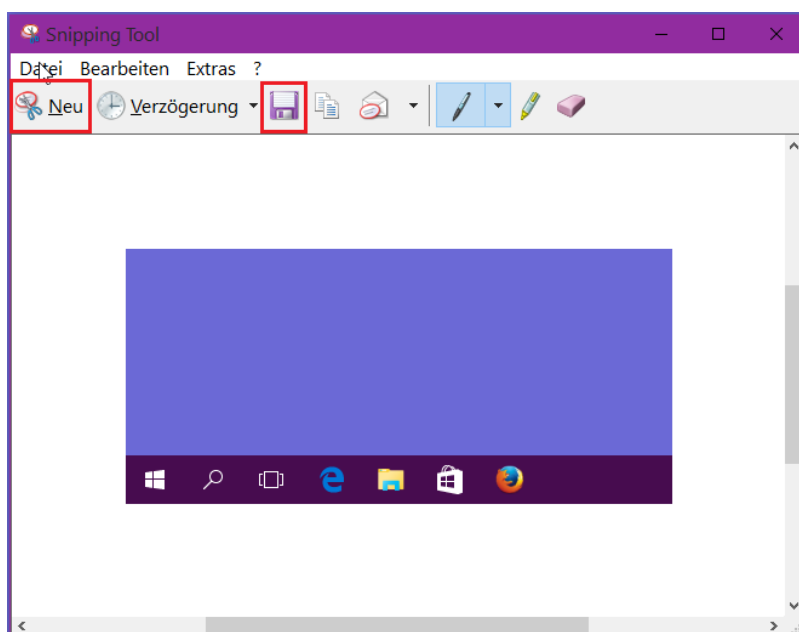 Snipping Tool
Datei Bearbeiten Extras ?
Neu Verzögerung